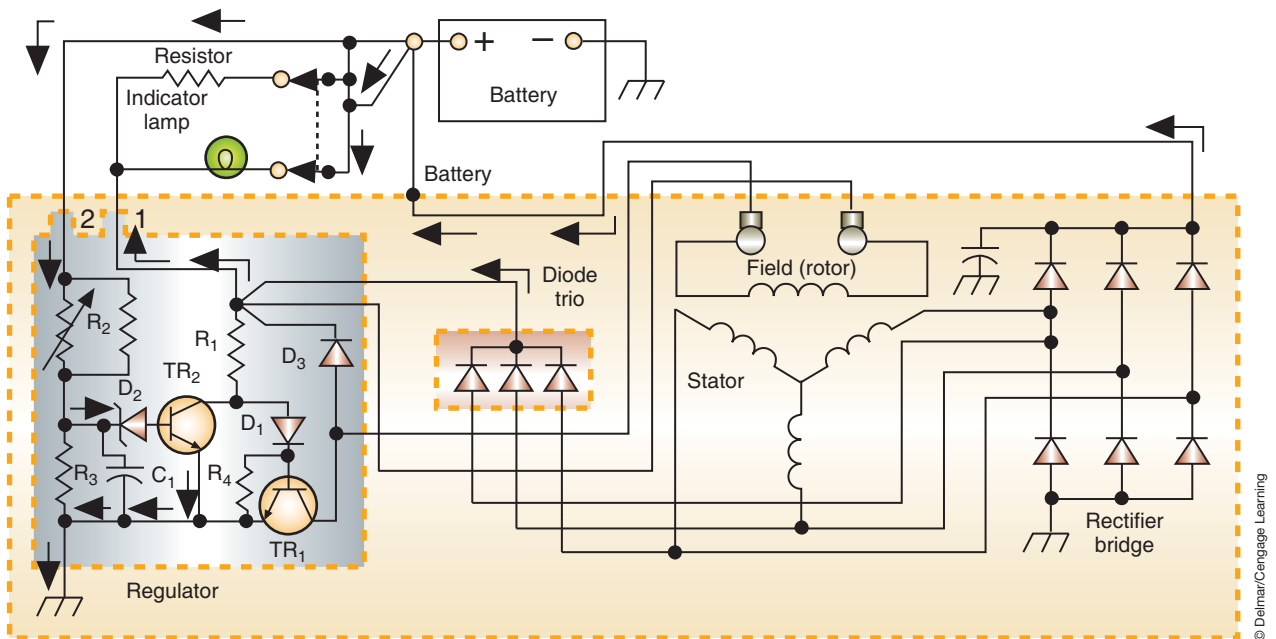 Resistor
Indicator
lamp
+ −
Battery
Battery
2 1
Diode
trio
Field (rotor)
R2
R1
D3
TR2
D2
Stator
D1
R3
C1
R4
TR1
Rectifier
bridge
Regulator
© Delmar/Cengage Learning